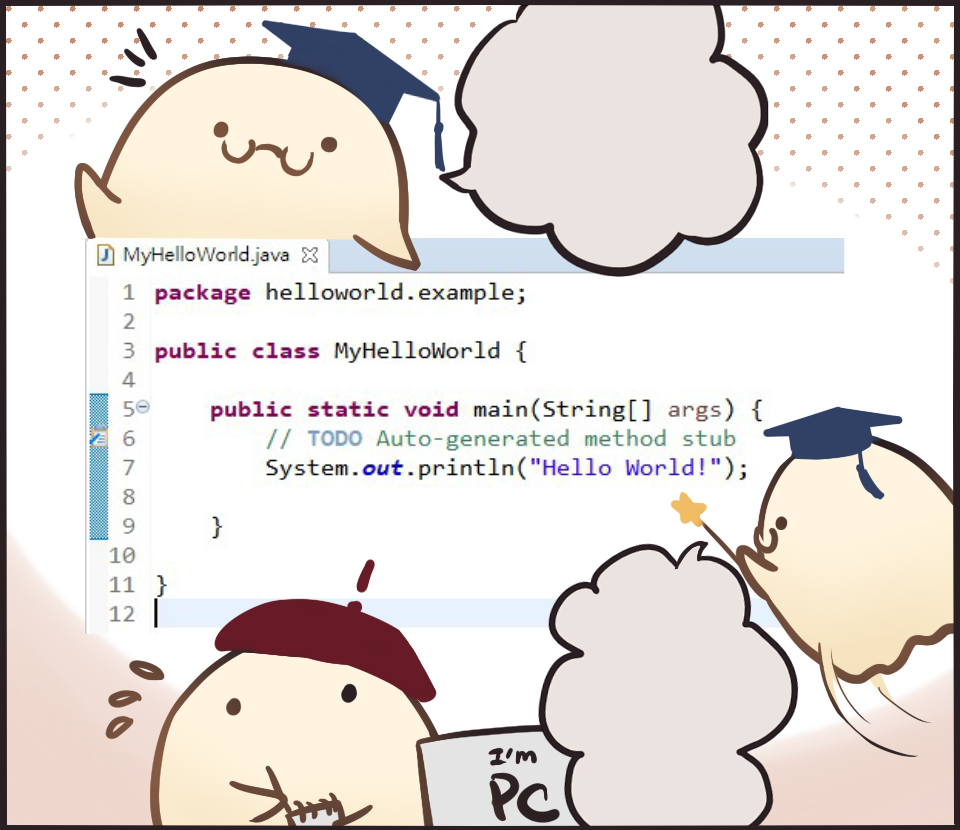 MyHelloWorld.java
1 package helloworld.example;
2
3 public class MyHelloWorld {
4
5 public static void main(String[] args) {
6 // TODO Auto-generated method stub
7 System.out.println("Hello World!");
8
9 }
10
11 }
12
I'm
PC